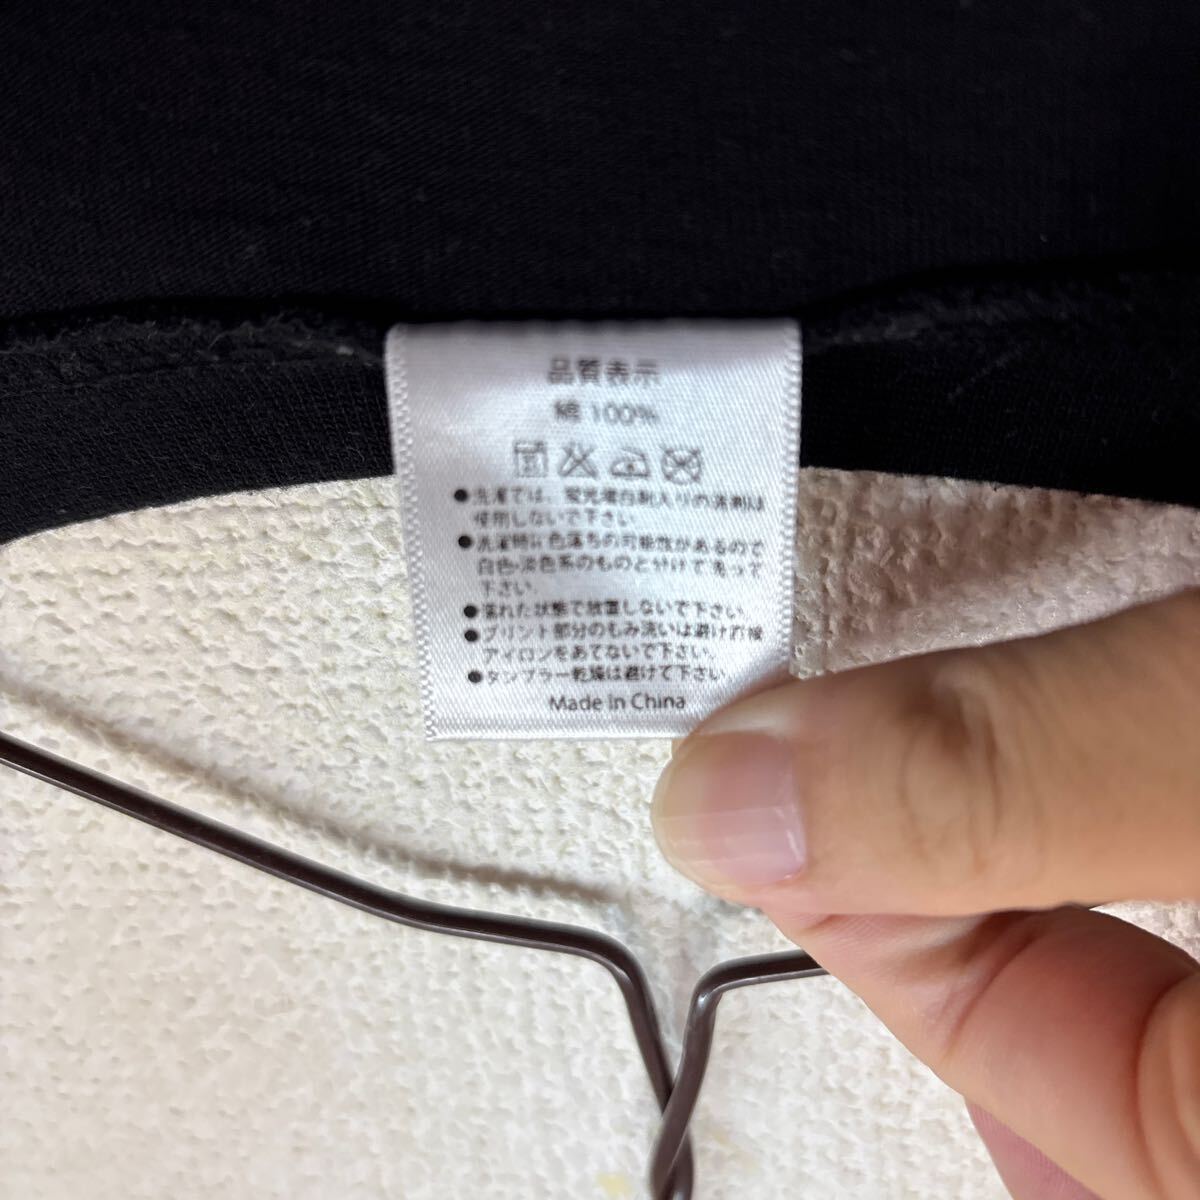 品質表示
綿 100%
●洗濯では、蛍光増白剤入りの洗剤は
使用しないで下さい
●洗濯時に色落ちの可能性があるので
白色・淡色系のものと分けて洗って
下さい。
●濡れた状態で放置しないで下さい。
●プリント部分のもみ洗いは避け直接
アイロンをあてないで下さい。
●タンブラー乾燥は避けて下さい。
Made In China